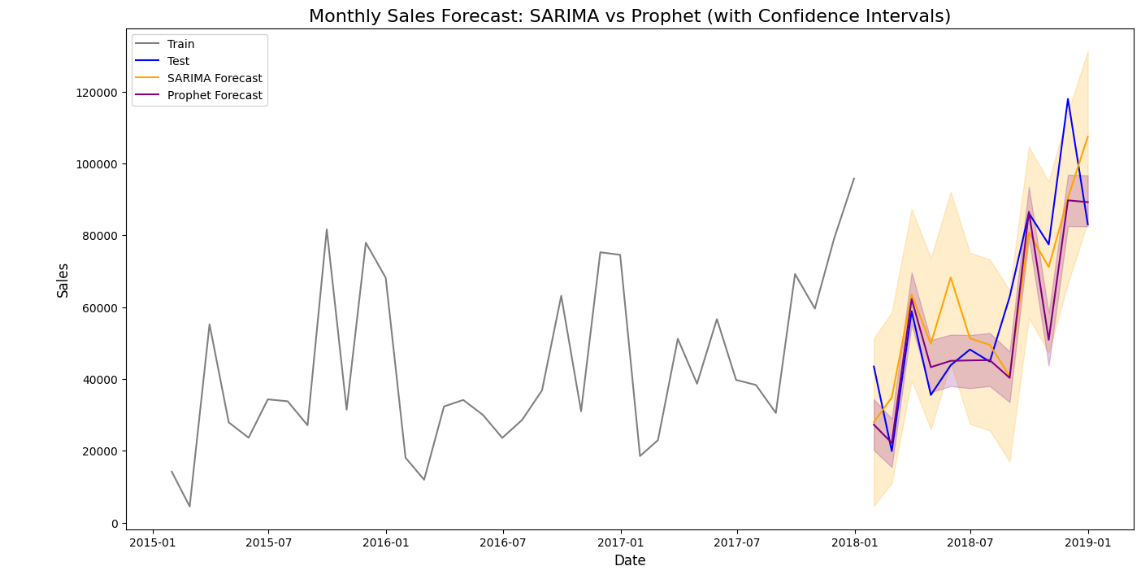 Monthly Sales Forecast: SARIMA vs Prophet (with Confidence Intervals)
Train
Test
SARIMA Forecast
Prophet Forecast
Sales
120000
100000
80000
60000
40000
20000
0
2015-01 2015-07 2016-01 2016-07 2017-01 2017-07 2018-01 2018-07 2019-01
Date